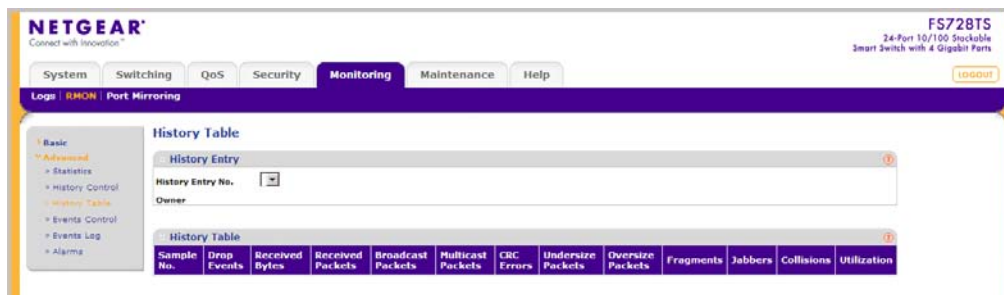 NETGEAR
Connect with Innovation™
FS728TS
24-Port 10/100 Stackable
Smart Switch with 4 Gigabit Ports
System Switching QoS Security Monitoring Maintenance Help
LOGOUT
Logs RMON Port Mirroring
Basic
Advanced
Statistics
History Control
History Table
Events Control
Events Log
Alarms
History Table
History Entry
History Entry No.
Owner
History Table
Sample No. Drop Events Received Bytes Received Packets Broadcast Packets Multicast Packets CRC Errors Undersize Packets Oversize Packets Fragments Jabbers Collisions Utilization